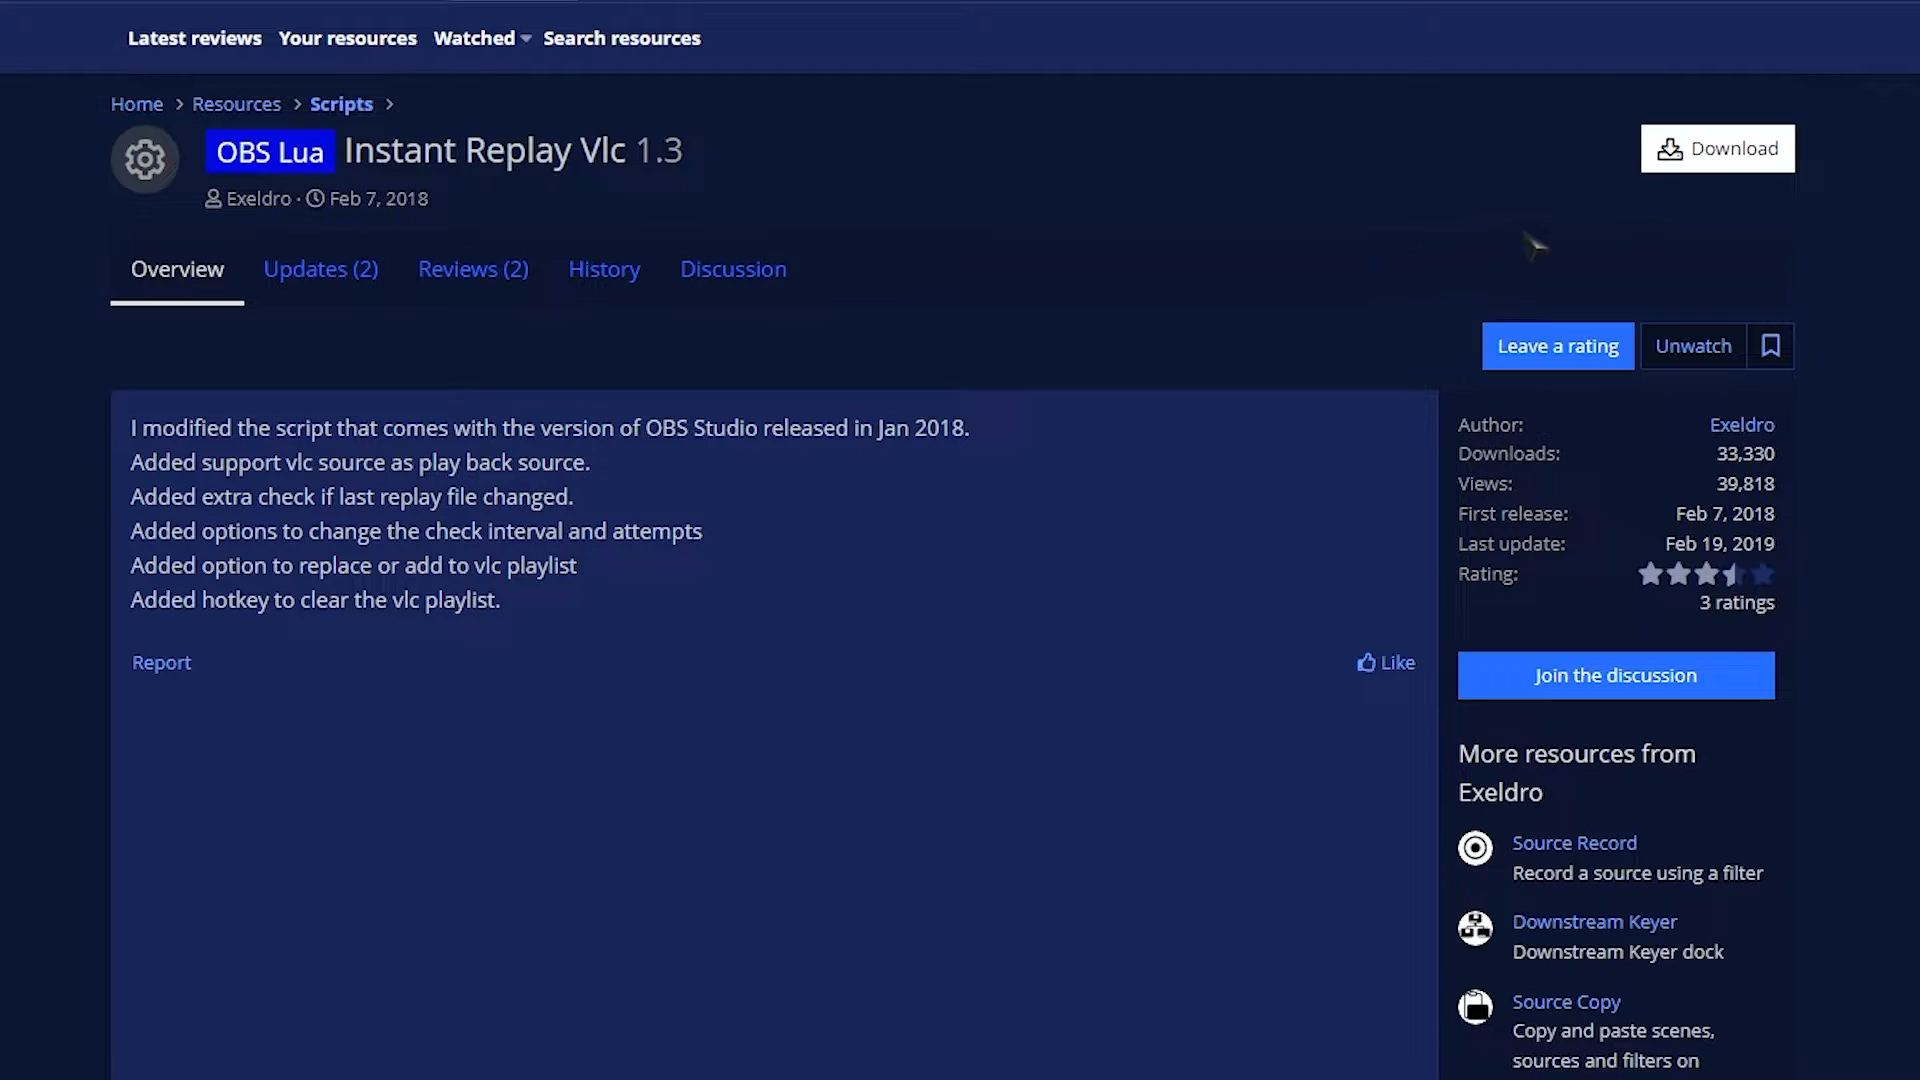 Latest reviews Your resources Watched Search resources
Home > Resources > Scripts >
OBS Lua Instant Replay Vlc 1.3
Download
Exeldro · Feb 7, 2018
Overview Updates (2) Reviews (2) History Discussion
Leave a rating Unwatch
I modified the script that comes with the version of OBS Studio released in Jan 2018.
Added support vlc source as play back source.
Added extra check if last replay file changed.
Added options to change the check interval and attempts
Added option to replace or add to vlc playlist
Added hotkey to clear the vlc playlist.
Report Like
Author: Exeldro
Downloads: 33,330
Views: 39,818
First release: Feb 7, 2018
Last update: Feb 19, 2019
Rating:
3 ratings
Join the discussion
More resources from
Exeldro
Source Record
Record a source using a filter
Downstream Keyer
Downstream Keyer dock
Source Copy
Copy and paste scenes,
sources and filters on